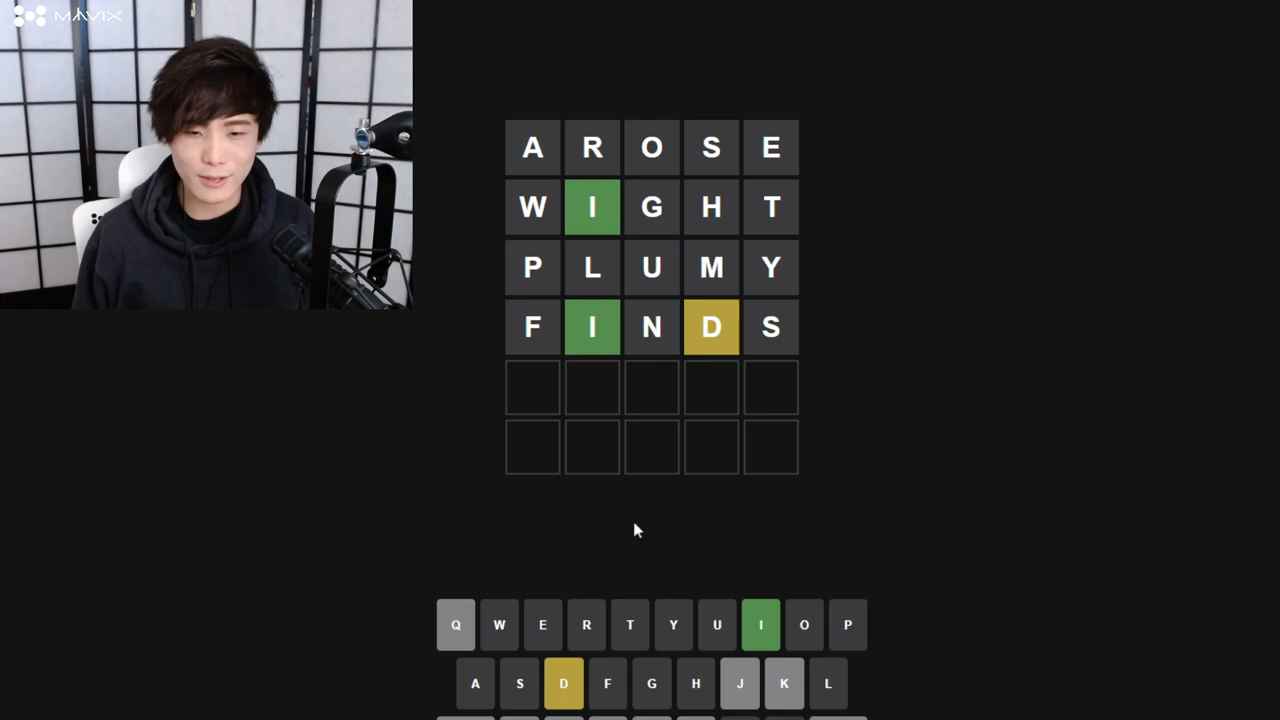 MAVIX
A R O S E
W I G H T
P L U M Y
F I N D S
Q W E R T Y U I O P
A S D F G H J K L